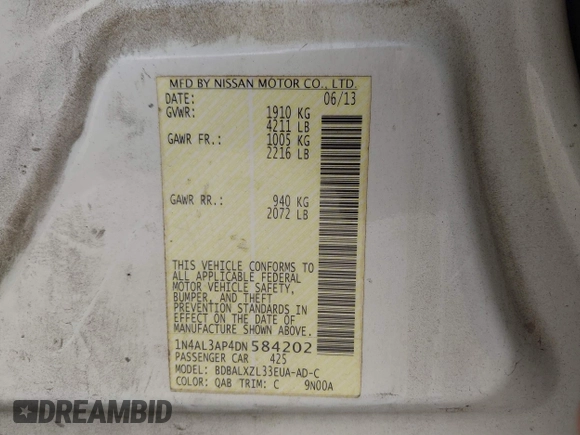 MFD BY NISSAN MOTOR CO., LTD.
DATE: 06/13
GVWR: 1910 KG
4211 LB
GAWR FR.: 1005 KG
2216 LB
GAWR RR.: 940 KG
2072 LB
THIS VEHICLE CONFORMS TO
ALL APPLICABLE FEDERAL
MOTOR VEHICLE SAFETY,
BUMPER, AND THEFT
PREVENTION STANDARDS
IN EFFECT ON THE DATE OF
MANUFACTURE SHOWN ABOVE.
1N4AL3AP4DN584202
PASSENGER CAR 425
MODEL: BDBALXZL33EUA-AD-C
COLOR: QAB TRIM: C 9N00A
DREAMBID